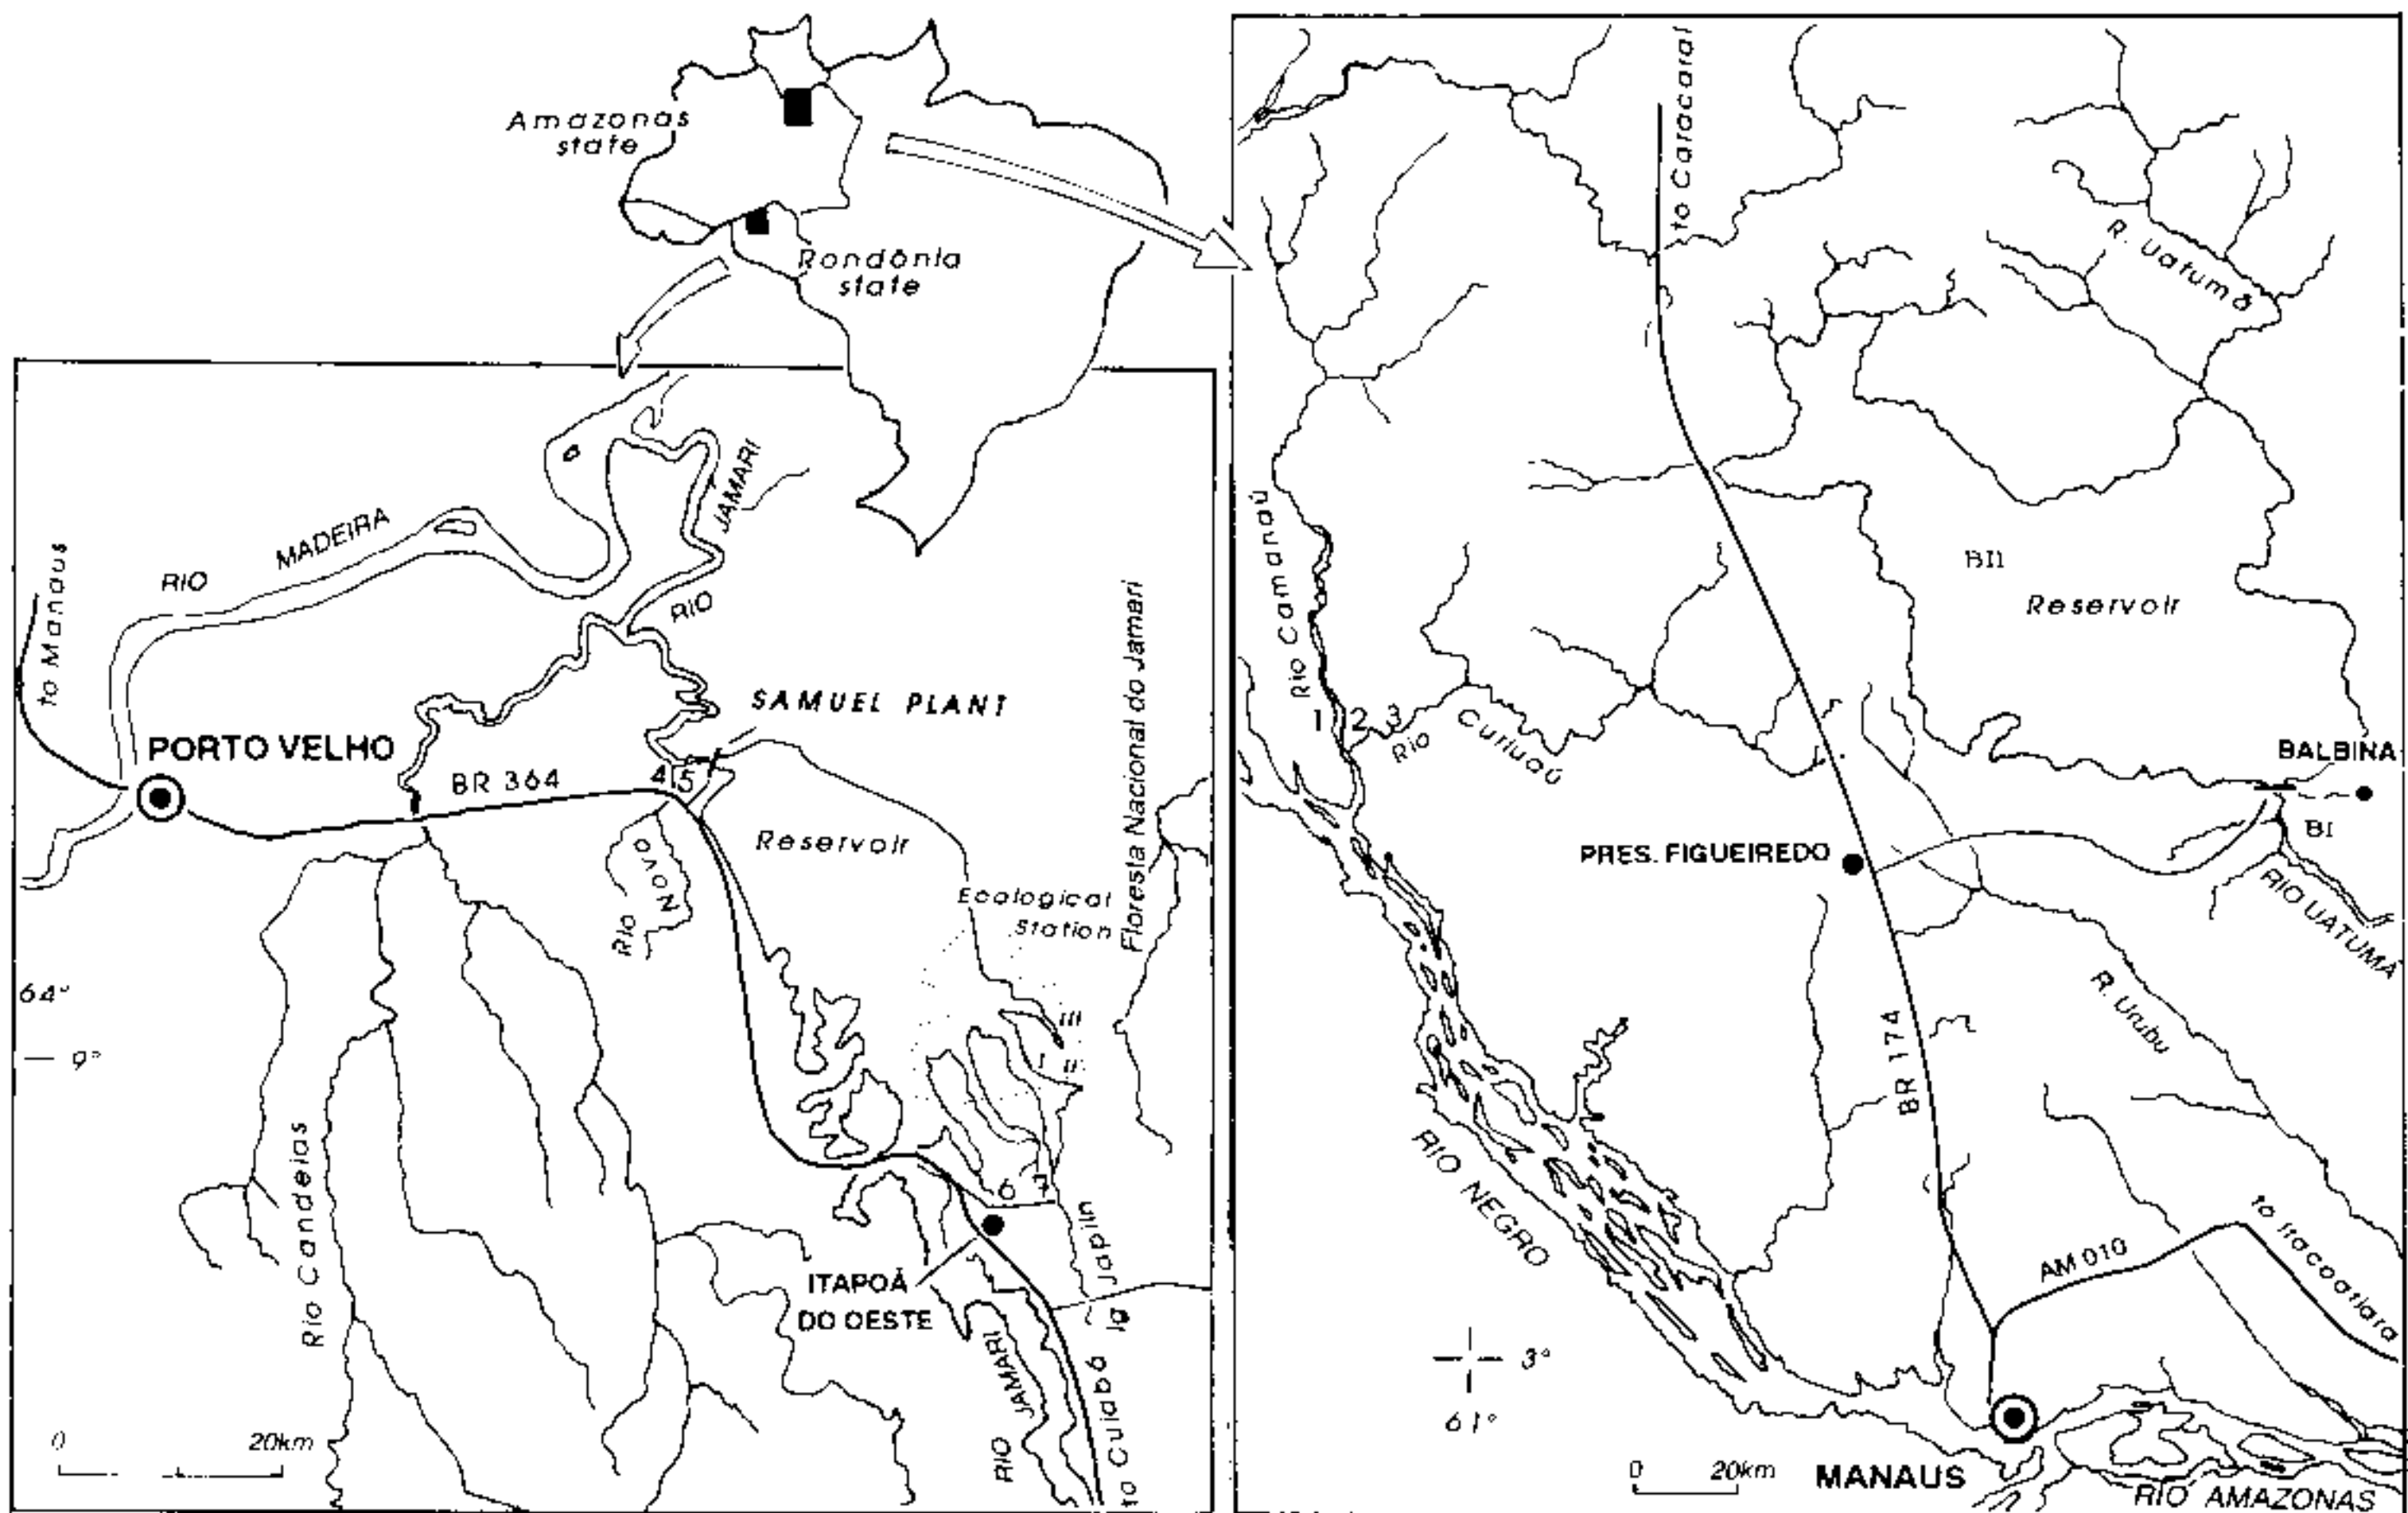 Amazonas
state
Rondônia
state
to Manaus
RIO
MADEIRA
JAMARI
RIO
SAMUEL PLANT
PORTO VELHO
BR 364
4
5
Reservoir
Rio
NOVO
Ecological
Station
Floresta Nacional do Jamari
64°
9°
III
I
II
Rio Candeias
6
7
ITAPOÃ
DO OESTE
Ig Japiim
RIO
JAMARI
to Cuiabá
0
20km
to Caracaraí
R. Uatumã
Rio Camanaú
BII
Reservoir
1
2
3
Rio
Curiuaú
BALBINA
BI
PRES. FIGUEIREDO
RIO UATUMÃ
R. Urubu
BR 174
RIO NEGRO
AM 010
to Itacoatiara
3°
61°
0
20km
MANAUS
RIO AMAZONAS